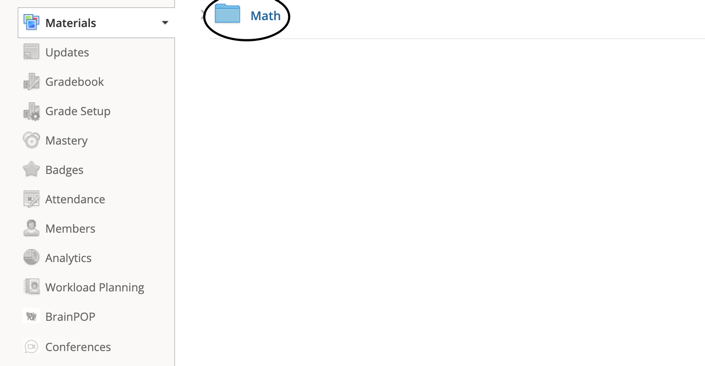 Materials
Math
Updates
Gradebook
Grade Setup
Mastery
Badges
Attendance
Members
Analytics
Workload Planning
BrainPOP
Conferences